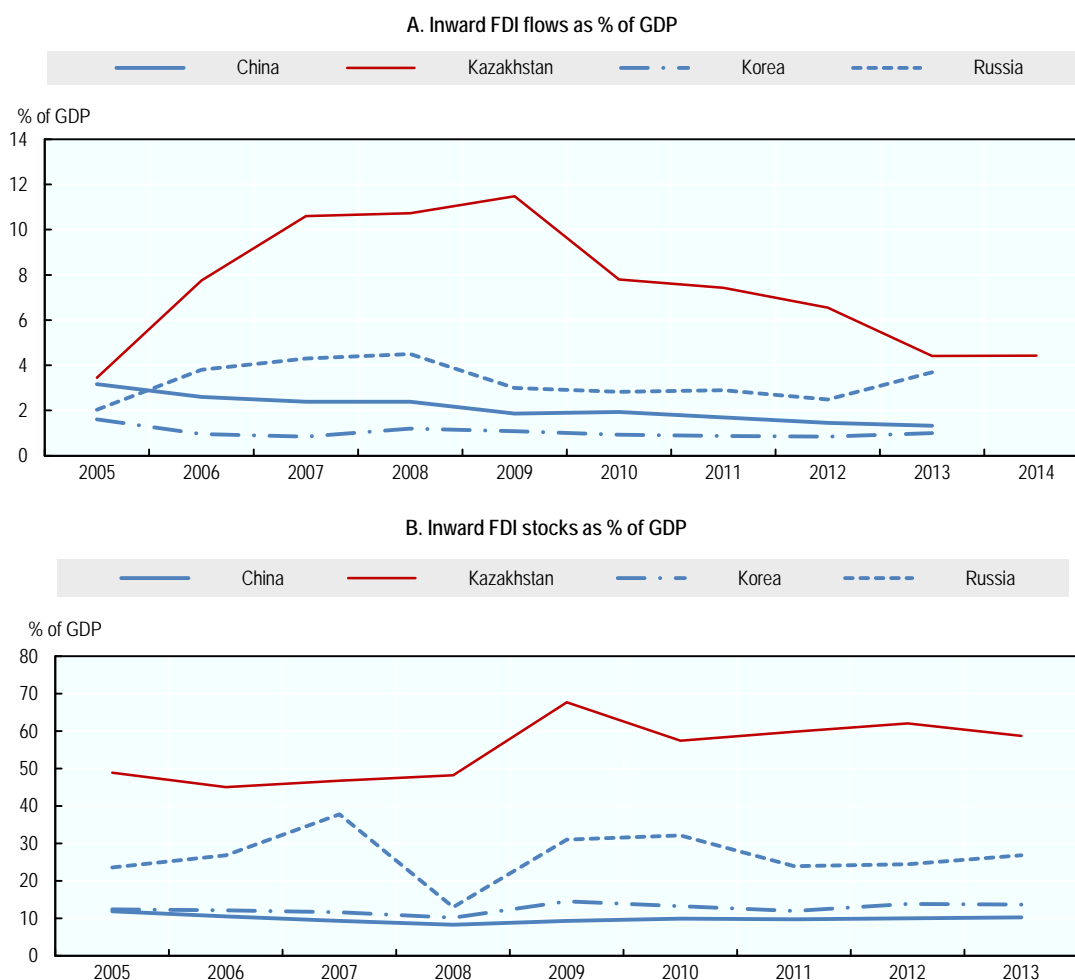 A. Inward FDI flows as % of GDP
China Kazakhstan Korea Russia
% of GDP
14
12
10
8
6
4
2
0
2005 2006 2007 2008 2009 2010 2011 2012 2013 2014
B. Inward FDI stocks as % of GDP
China Kazakhstan Korea Russia
% of GDP
80
70
60
50
40
30
20
10
0
2005 2006 2007 2008 2009 2010 2011 2012 2013